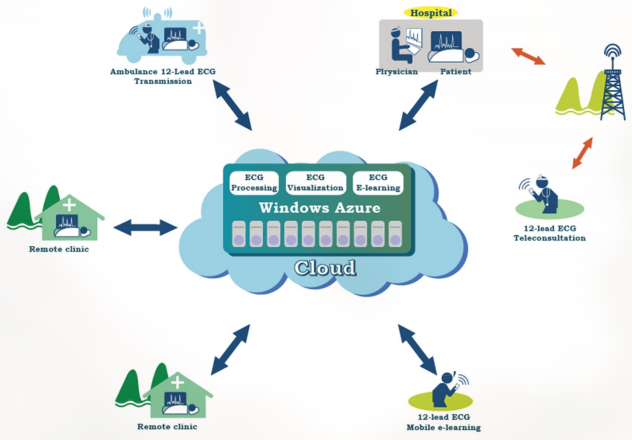 Hospital
Physician
Patient
Ambulance 12-Lead ECG
Transmission
ECG
Processing
ECG
Visualization
ECG
E-learning
Windows Azure
Cloud
12-lead ECG
Teleconsultation
Remote clinic
Remote clinic
12-lead ECG
Mobile e-learning